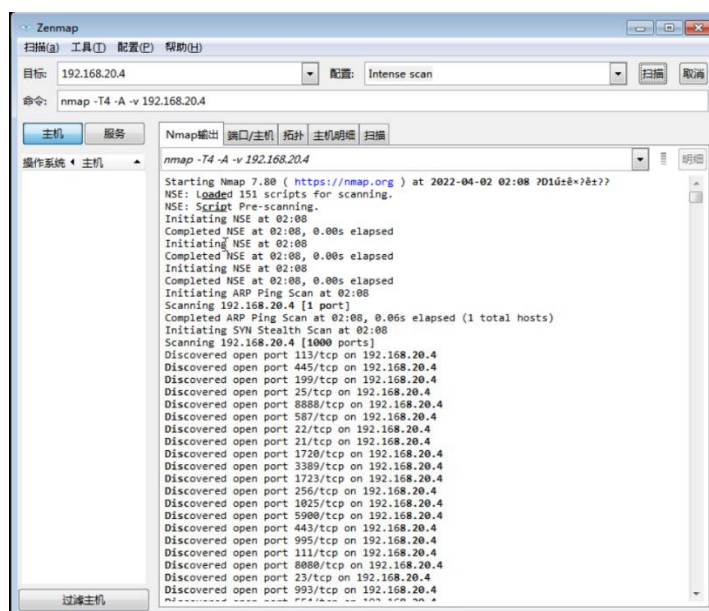 Zenmap
扫描(a) 工具(T) 配置(P) 帮助(H)
目标: 192.168.20.4 配置: Intense scan 扫描 取消
命令: nmap -T4 -A -v 192.168.20.4
主机 服务 Nmap输出 端口/主机 拓扑 主机明细 扫描
操作系统 主机 nmap -T4 -A -v 192.168.20.4 明细
Starting Nmap 7.80 ( https://nmap.org ) at 2022-04-02 02:08
NSE: Loaded 151 scripts for scanning.
NSE: Script Pre-scanning.
Initiating NSE at 02:08
Completed NSE at 02:08, 0.00s elapsed
Initiating NSE at 02:08
Completed NSE at 02:08, 0.00s elapsed
Initiating NSE at 02:08
Completed NSE at 02:08, 0.00s elapsed
Initiating ARP Ping Scan at 02:08
Scanning 192.168.20.4 [1 port]
Completed ARP Ping Scan at 02:08, 0.06s elapsed (1 total hosts)
Initiating SYN Stealth Scan at 02:08
Scanning 192.168.20.4 [1000 ports]
Discovered open port 113/tcp on 192.168.20.4
Discovered open port 445/tcp on 192.168.20.4
Discovered open port 199/tcp on 192.168.20.4
Discovered open port 25/tcp on 192.168.20.4
Discovered open port 8888/tcp on 192.168.20.4
Discovered open port 587/tcp on 192.168.20.4
Discovered open port 22/tcp on 192.168.20.4
Discovered open port 21/tcp on 192.168.20.4
Discovered open port 1720/tcp on 192.168.20.4
Discovered open port 3389/tcp on 192.168.20.4
Discovered open port 1723/tcp on 192.168.20.4
Discovered open port 256/tcp on 192.168.20.4
Discovered open port 1025/tcp on 192.168.20.4
Discovered open port 5900/tcp on 192.168.20.4
Discovered open port 443/tcp on 192.168.20.4
Discovered open port 995/tcp on 192.168.20.4
Discovered open port 111/tcp on 192.168.20.4
Discovered open port 8080/tcp on 192.168.20.4
Discovered open port 23/tcp on 192.168.20.4
Discovered open port 993/tcp on 192.168.20.4
过滤主机